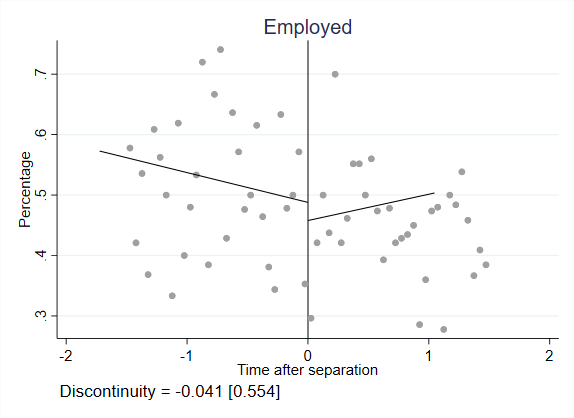 Employed
Percentage
.7
.6
.5
.4
.3
-2 -1 0 1 2
Time after separation
Discontinuity = -0.041 [0.554]